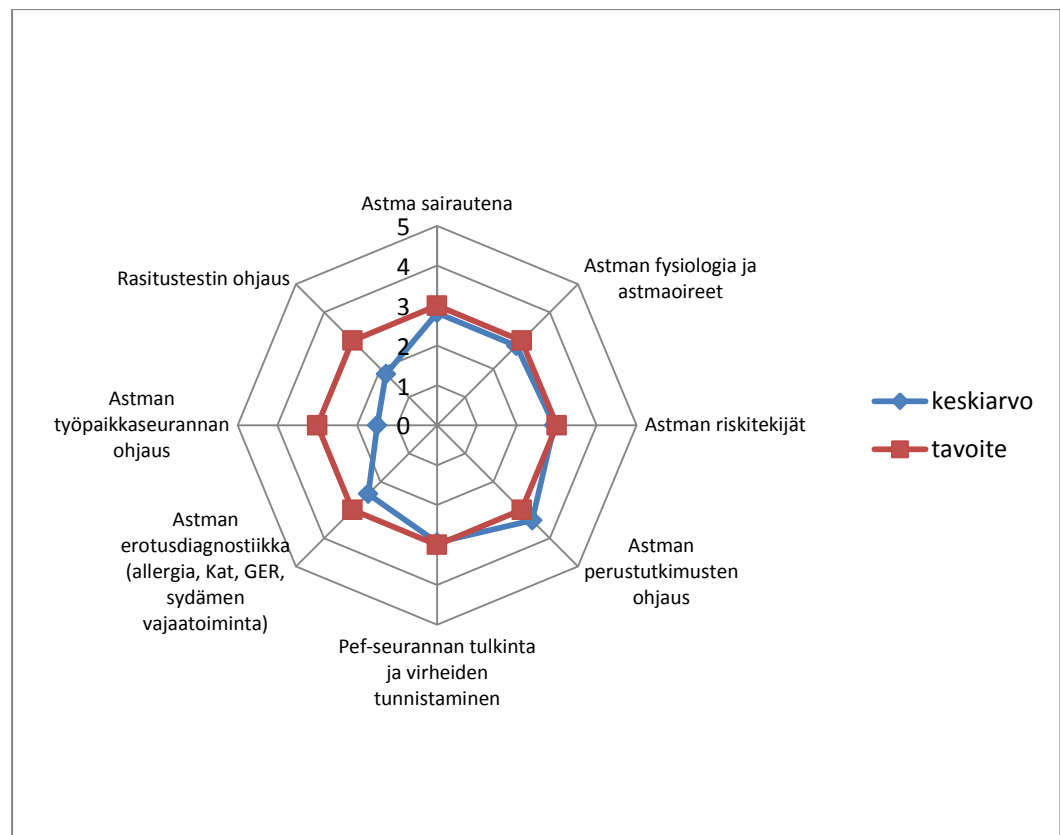 Astma sairautena
5
4
3
2
1
0
Astman fysiologia ja
astmaoireet
Astman riskitekijät
Astman
perustutkimusten
ohjaus
Pef-seurannan tulkinta
ja virheiden
tunnistaminen
Astman
erotusdiagnostiikka
(allergia, Kat, GER,
sydämen
vajaatoiminta)
Astman
työpaikkaseurannan
ohjaus
Rasitustestin ohjaus
keskiarvo
tavoite